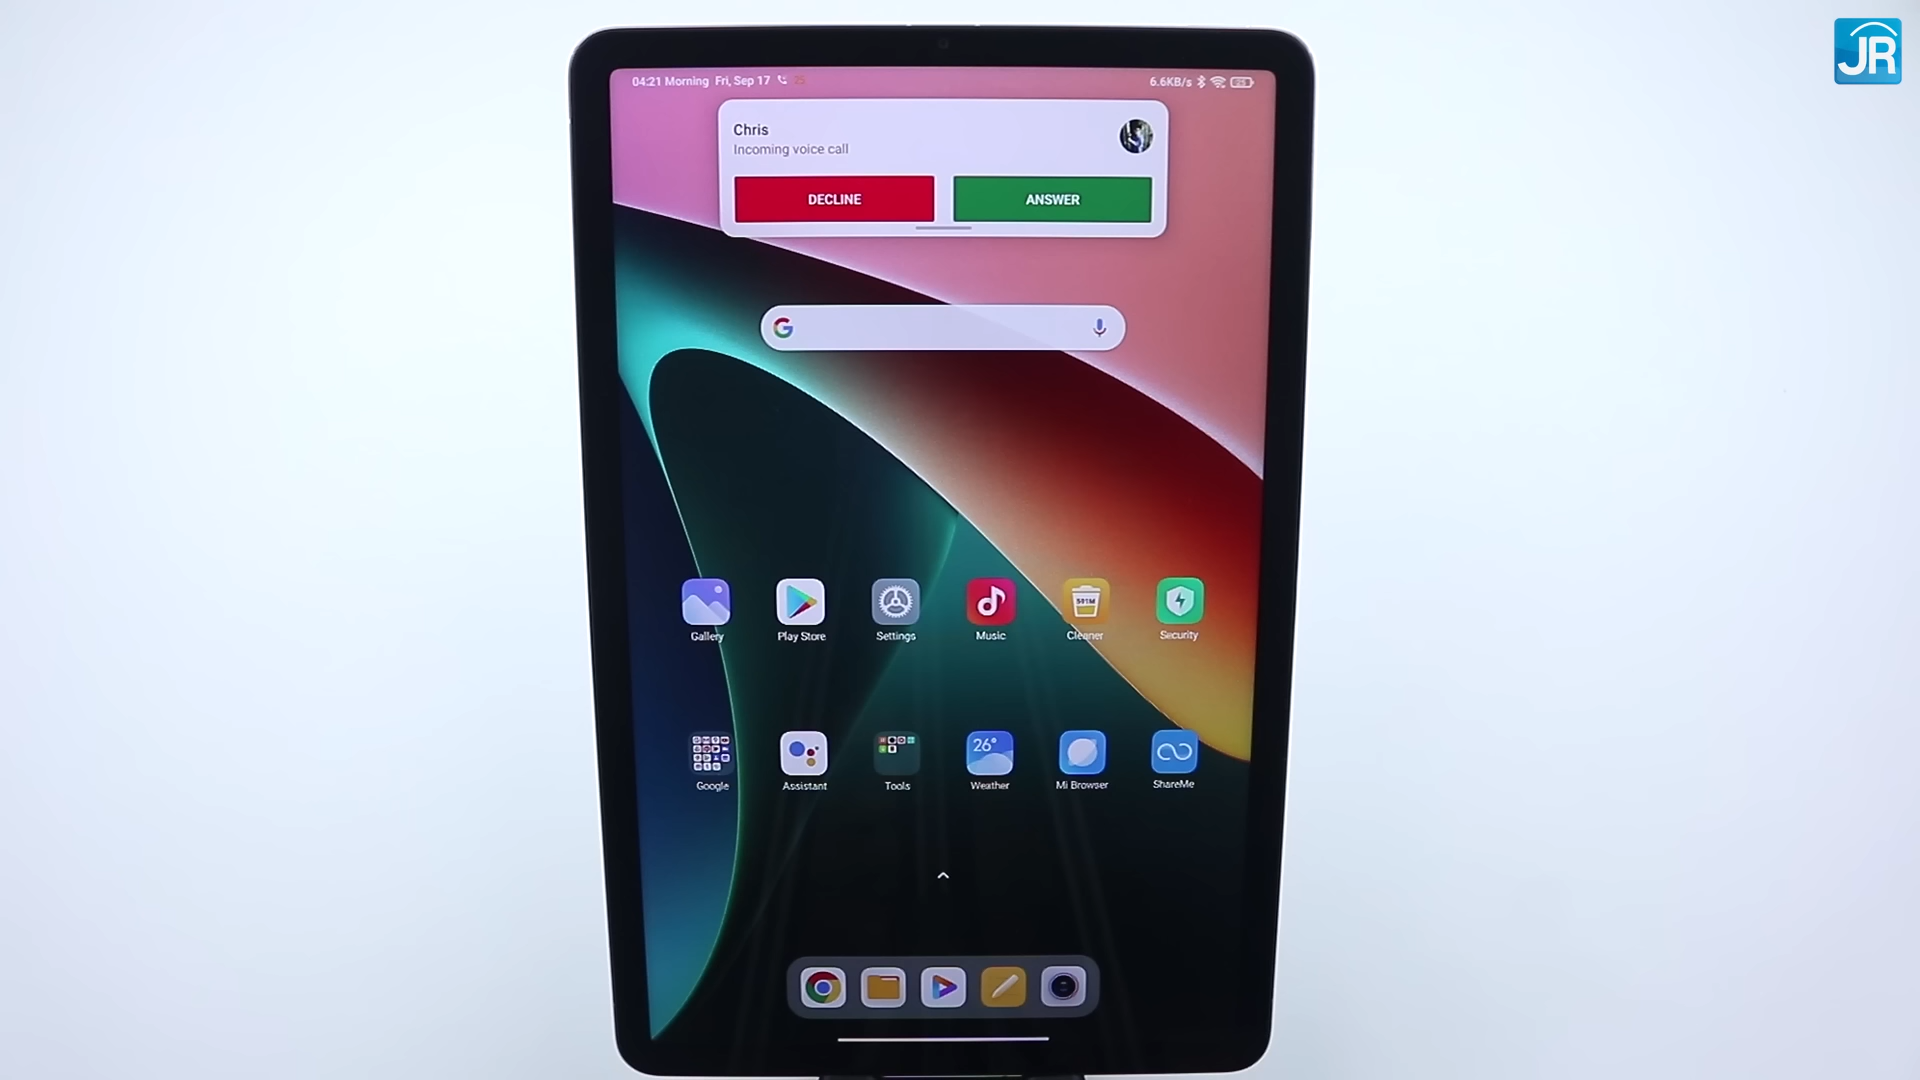 JR
04:21 Morning Fri, Sep 17
6.6KB/s
Chris
Incoming voice call
DECLINE
ANSWER
G
Gallery
Play Store
Settings
Music
Cleaner
Security
26°
Google
Assistant
Tools
Weather
Mi Browser
ShareMe